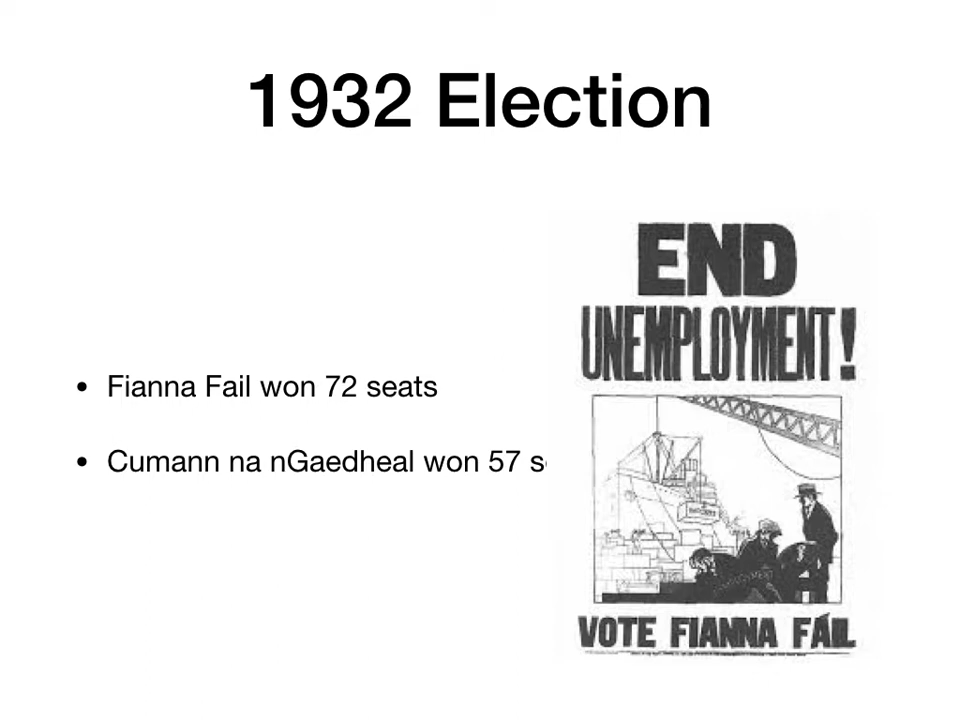 1932 Election
• Fianna Fail won 72 seats
• Cumann na nGaedheal won 57
END
UNEMPLOYMENT!
VOTE FIANNA FÁIL